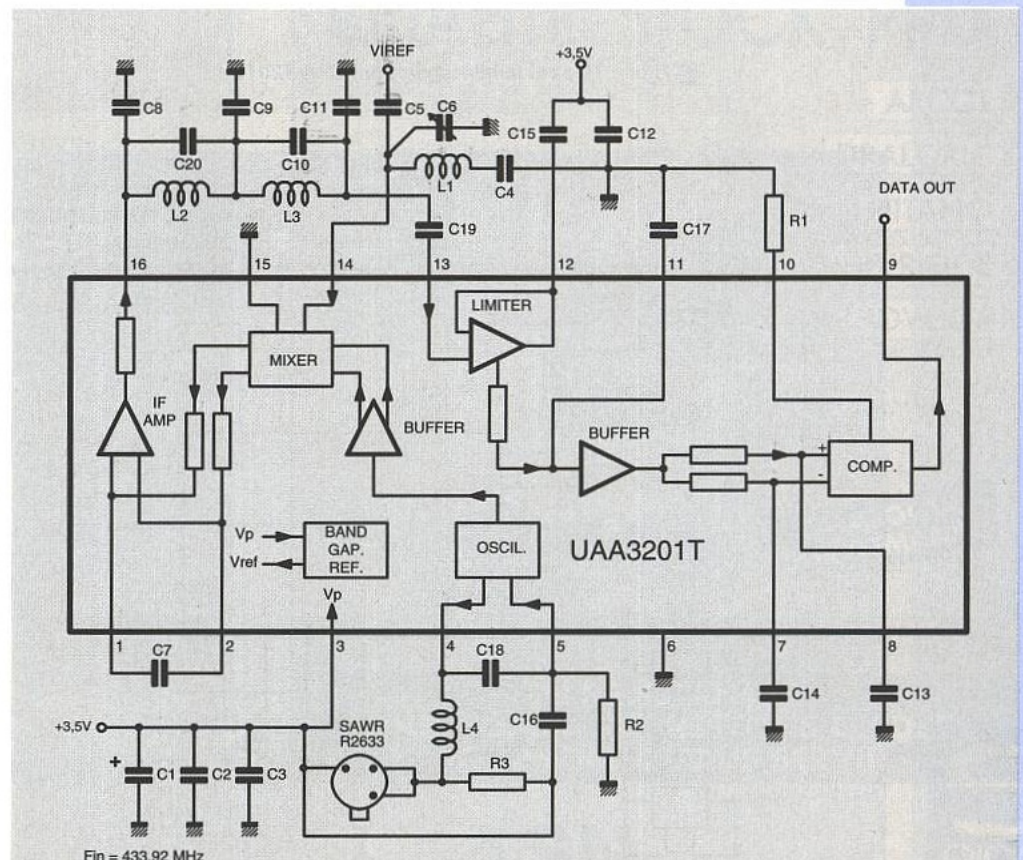 VIREF
+3,5V
C8
C9
C11
C5
C6
C15
C12
C20
C10
L1
C4
DATA OUT
L2
L3
C19
C17
R1
16
15
14
13
12
11
10
9
LIMITER
MIXER
IF
AMP
BUFFER
BUFFER
+
-
COMP.
Vp
Vref
BAND
GAP.
REF.
OSCIL.
UAA3201T
Vp
1
2
3
4
5
6
7
8
C7
C18
C14
C13
+3,5V
SAWR
R2633
L4
C16
R2
+
C1
C2
C3
R3
Fin = 433,92 MHz